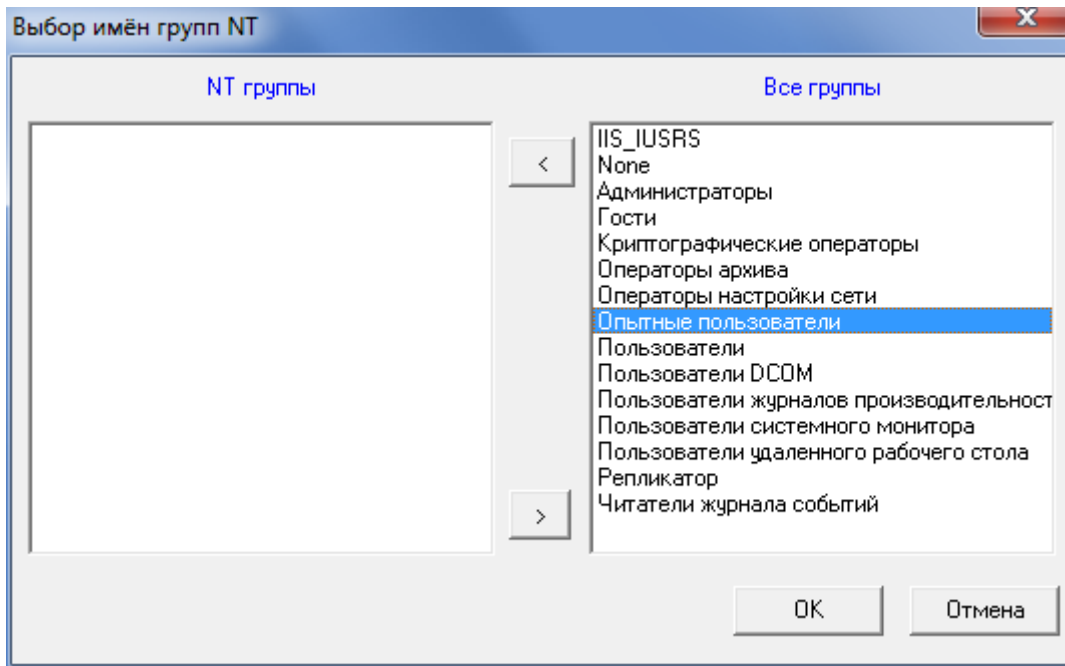 Выбор имён групп NT
x
NT группы
Все группы
<
IIS_IUSRS
None
Администраторы
Гости
Криптографические операторы
Операторы архива
Операторы настройки сети
Опытные пользователи
Пользователи
Пользователи DCOM
Пользователи журналов производительност
Пользователи системного монитора
Пользователи удаленного рабочего стола
Репликатор
Читатели журнала событий
>
OK
Отмена